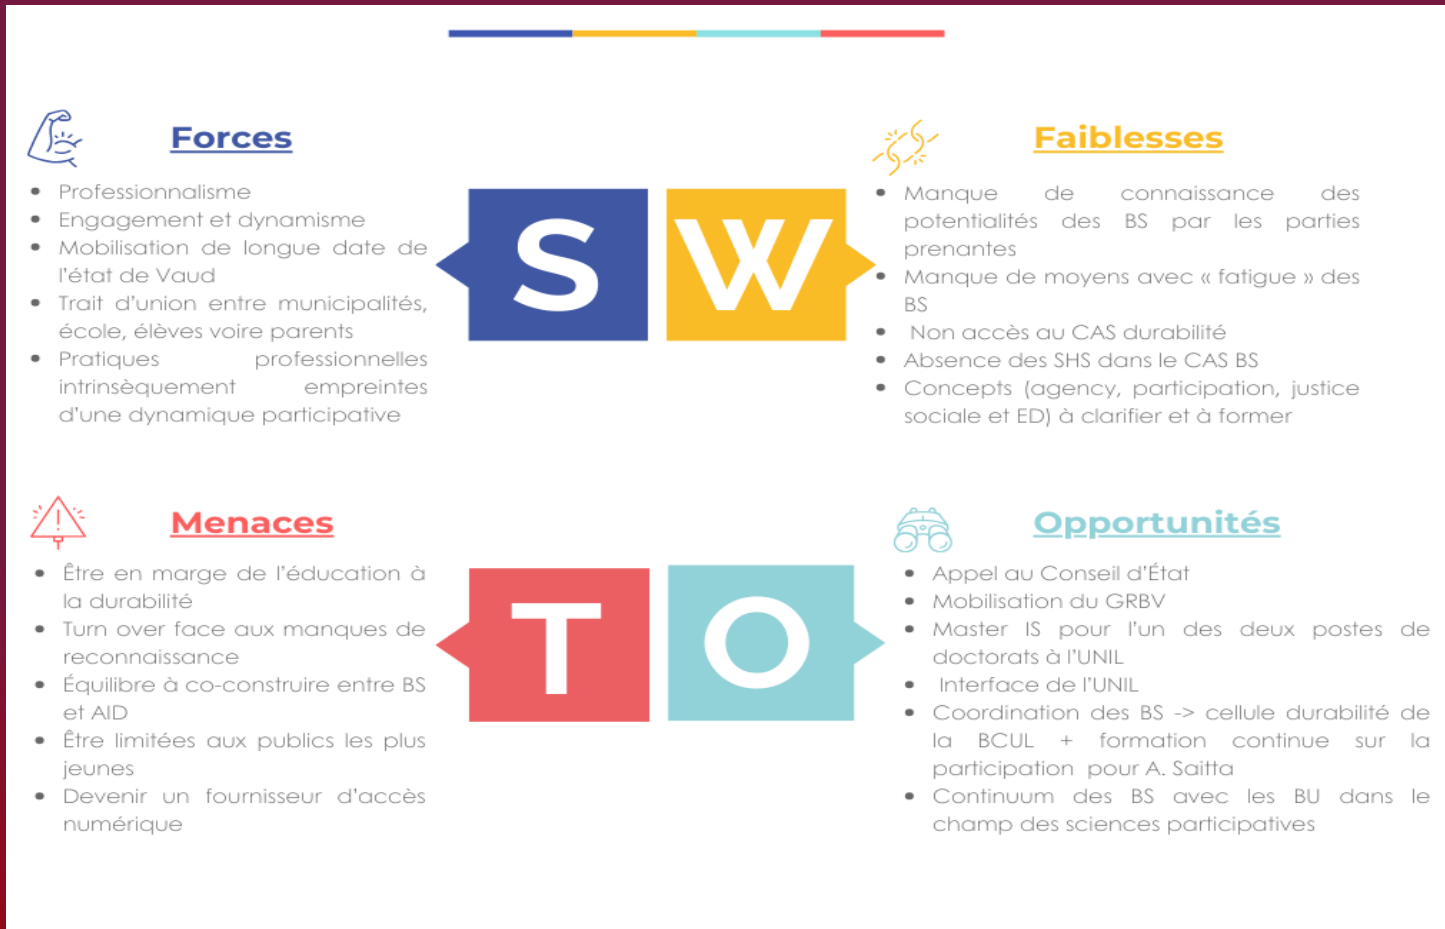 Forces
Professionnalisme
Engagement et dynamisme
Mobilisation de longue date de
l'état de Vaud
Trait d'union entre municipalités,
école, élèves voire parents
Pratiques professionnelles
intrinsèquement empreintes
d'une dynamique participative
S
W
Faiblesses
Manque de connaissance des
potentialités des BS par les parties
prenantes
Manque de moyens avec « fatigue » des
BS
Non accès au CAS durabilité
Absence des SHS dans le CAS BS
Concepts (agency, participation, justice
sociale et ED) à clarifier et à former
Menaces
Être en marge de l'éducation à
la durabilité
Turn over face aux manques de
reconnaissance
Équilibre à co-construire entre BS
et AID
Être limitées aux publics les plus
jeunes
Devenir un fournisseur d'accès
numérique
T
O
Opportunités
Appel au Conseil d'État
Mobilisation du GRBV
Master IS pour l'un des deux postes de
doctorats à l'UNIL
Interface de l'UNIL
Coordination des BS -> cellule durabilité de
la BCUL + formation continue sur la
participation pour A. Saitta
Continuum des BS avec les BU dans le
champ des sciences participatives